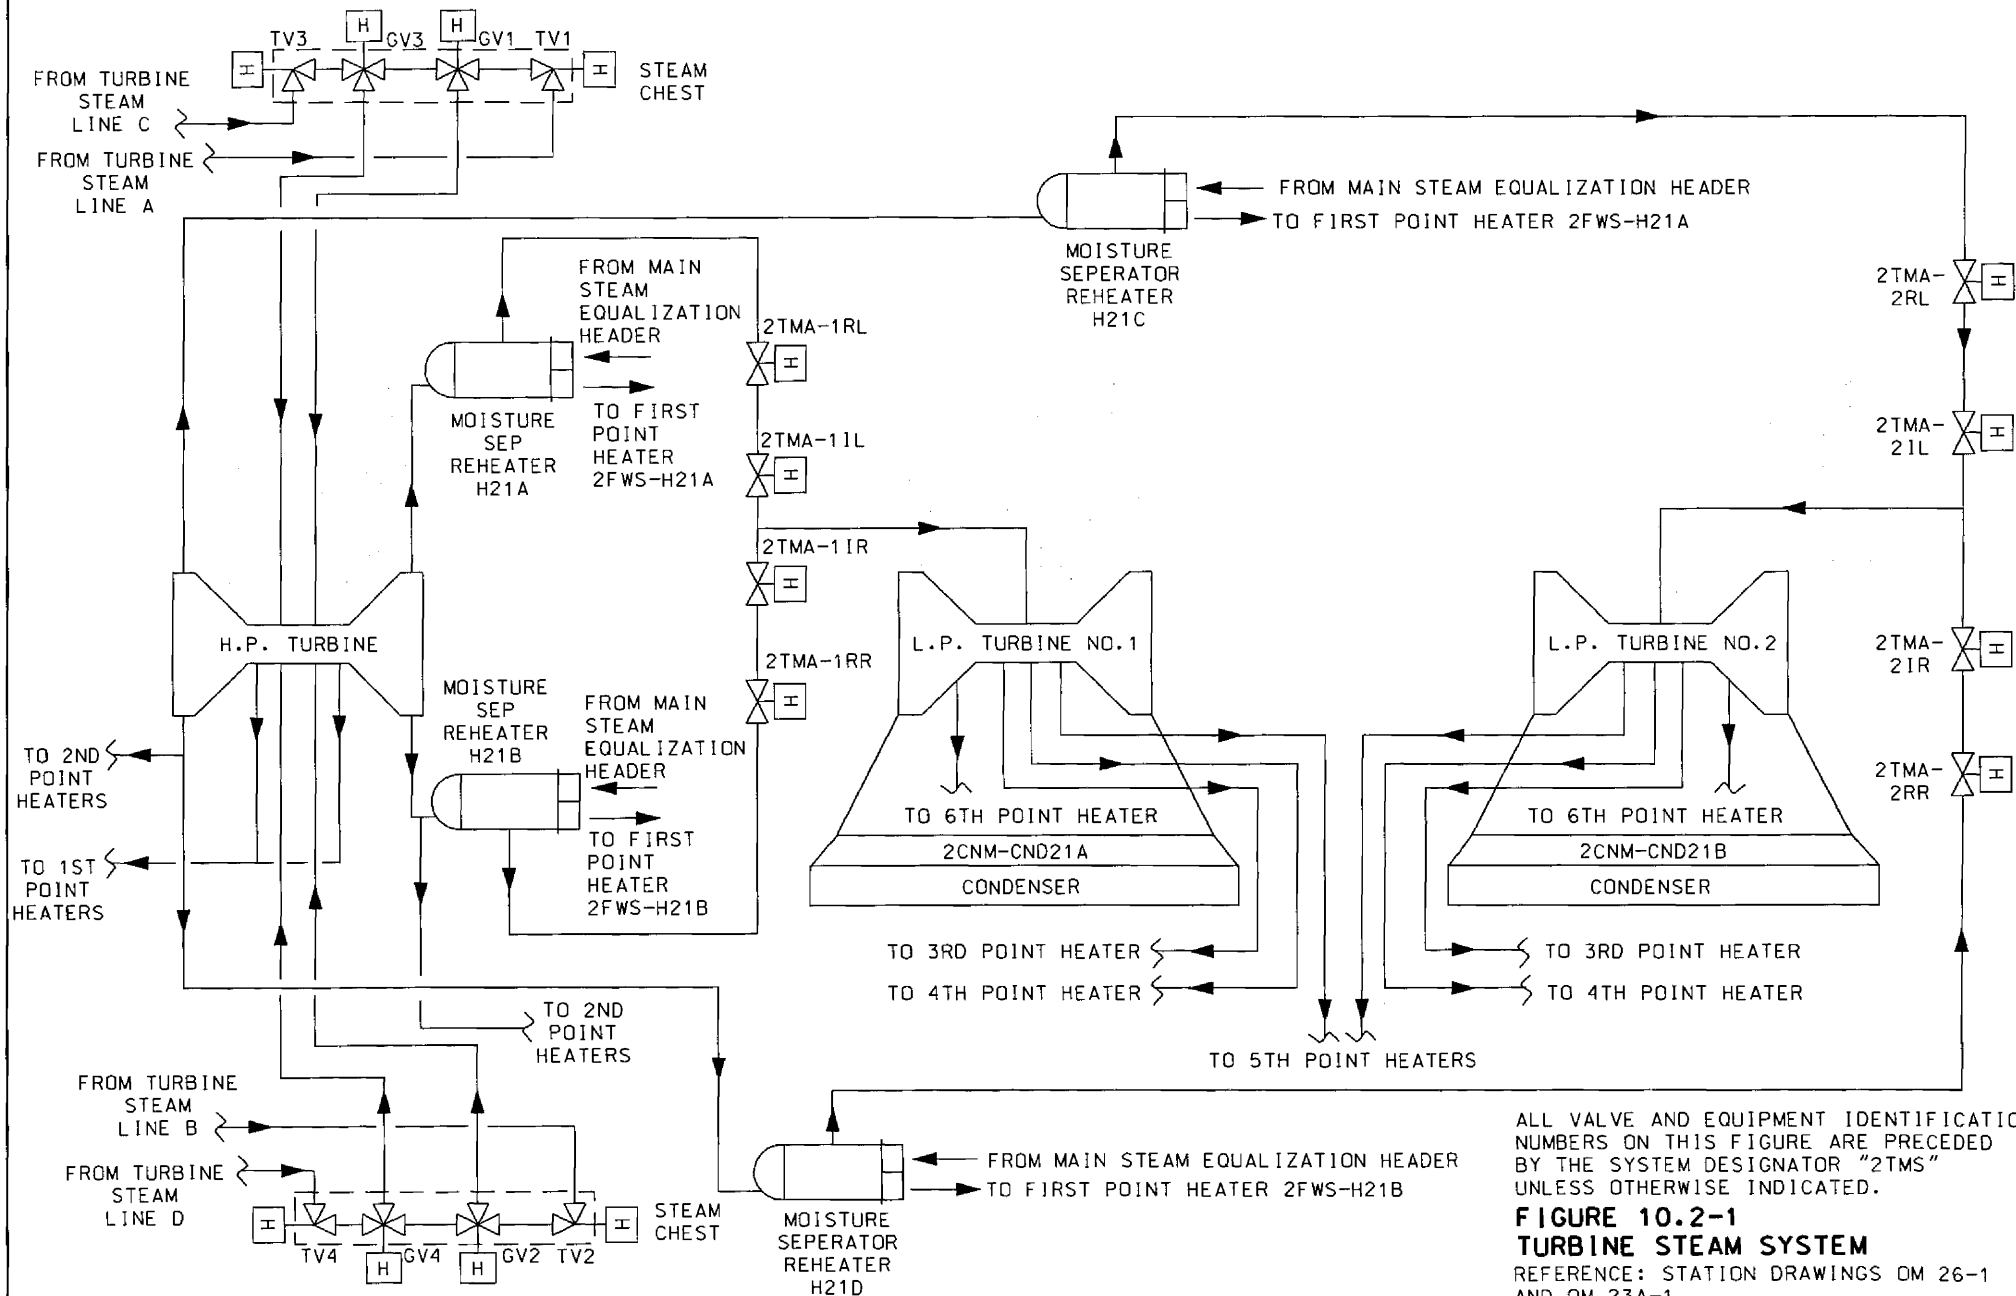 TV3
H
GV3
H
GV1
TV1
H
H
STEAM
CHEST
FROM TURBINE
STEAM
LINE C
FROM TURBINE
STEAM
LINE A
FROM MAIN STEAM EQUALIZATION HEADER
TO FIRST POINT HEATER 2FWS-H21A
MOISTURE
SEPERATOR
REHEATER
H21C
2TMA-
2RL
H
FROM MAIN
STEAM
EQUALIZATION
HEADER
2TMA-1RL
H
TO FIRST
POINT
HEATER
2FWS-H21A
MOISTURE
SEP
REHEATER
H21A
2TMA-1IL
H
2TMA-
2IL
H
2TMA-1IR
H
H.P. TURBINE
L.P. TURBINE NO.1
L.P. TURBINE NO.2
2TMA-
2IR
H
2TMA-1RR
H
MOISTURE
SEP
REHEATER
H21B
FROM MAIN
STEAM
EQUALIZATION
HEADER
TO 2ND
POINT
HEATERS
2TMA-
2RR
H
TO 6TH POINT HEATER
TO 6TH POINT HEATER
TO FIRST
POINT
HEATER
2FWS-H21B
2CNM-CND21A
CONDENSER
2CNM-CND21B
CONDENSER
TO 1ST
POINT
HEATERS
TO 3RD POINT HEATER
TO 3RD POINT HEATER
TO 4TH POINT HEATER
TO 4TH POINT HEATER
TO 2ND
POINT
HEATERS
TO 5TH POINT HEATERS
FROM TURBINE
STEAM
LINE B
FROM TURBINE
STEAM
LINE D
H
TV4
H
GV4
H
GV2
TV2
H
STEAM
CHEST
FROM MAIN STEAM EQUALIZATION HEADER
TO FIRST POINT HEATER 2FWS-H21B
MOISTURE
SEPERATOR
REHEATER
H21D
ALL VALVE AND EQUIPMENT IDENTIFICATIO
NUMBERS ON THIS FIGURE ARE PRECEDED
BY THE SYSTEM DESIGNATOR "2TMS"
UNLESS OTHERWISE INDICATED.
FIGURE 10.2-1
TURBINE STEAM SYSTEM
REFERENCE: STATION DRAWINGS OM 26-1
AND OM 23A-1